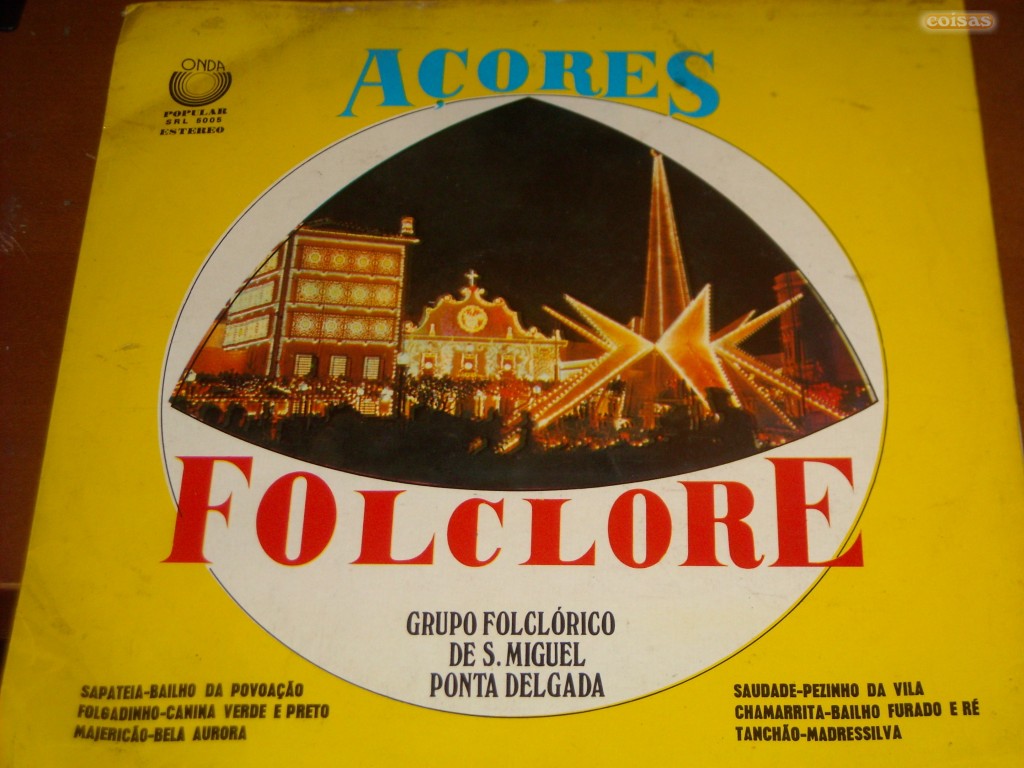 coisas
ONDA
POPULAR
SRL 5005
ESTEREO
AÇORES
FOLCLORE
GRUPO FOLCLÓRICO
DE S. MIGUEL
PONTA DELGADA
SAPATEIA-BAILHO DA POVOAÇÃO
FOLGADINHO-CANINA VERDE E PRETO
MAJERICÃO-BELA AURORA
SAUDADE-PEZINHO DA VILA
CHAMARRITA-BAILHO FURADO E RÉ
TANCHÃO-MADRESSILVA